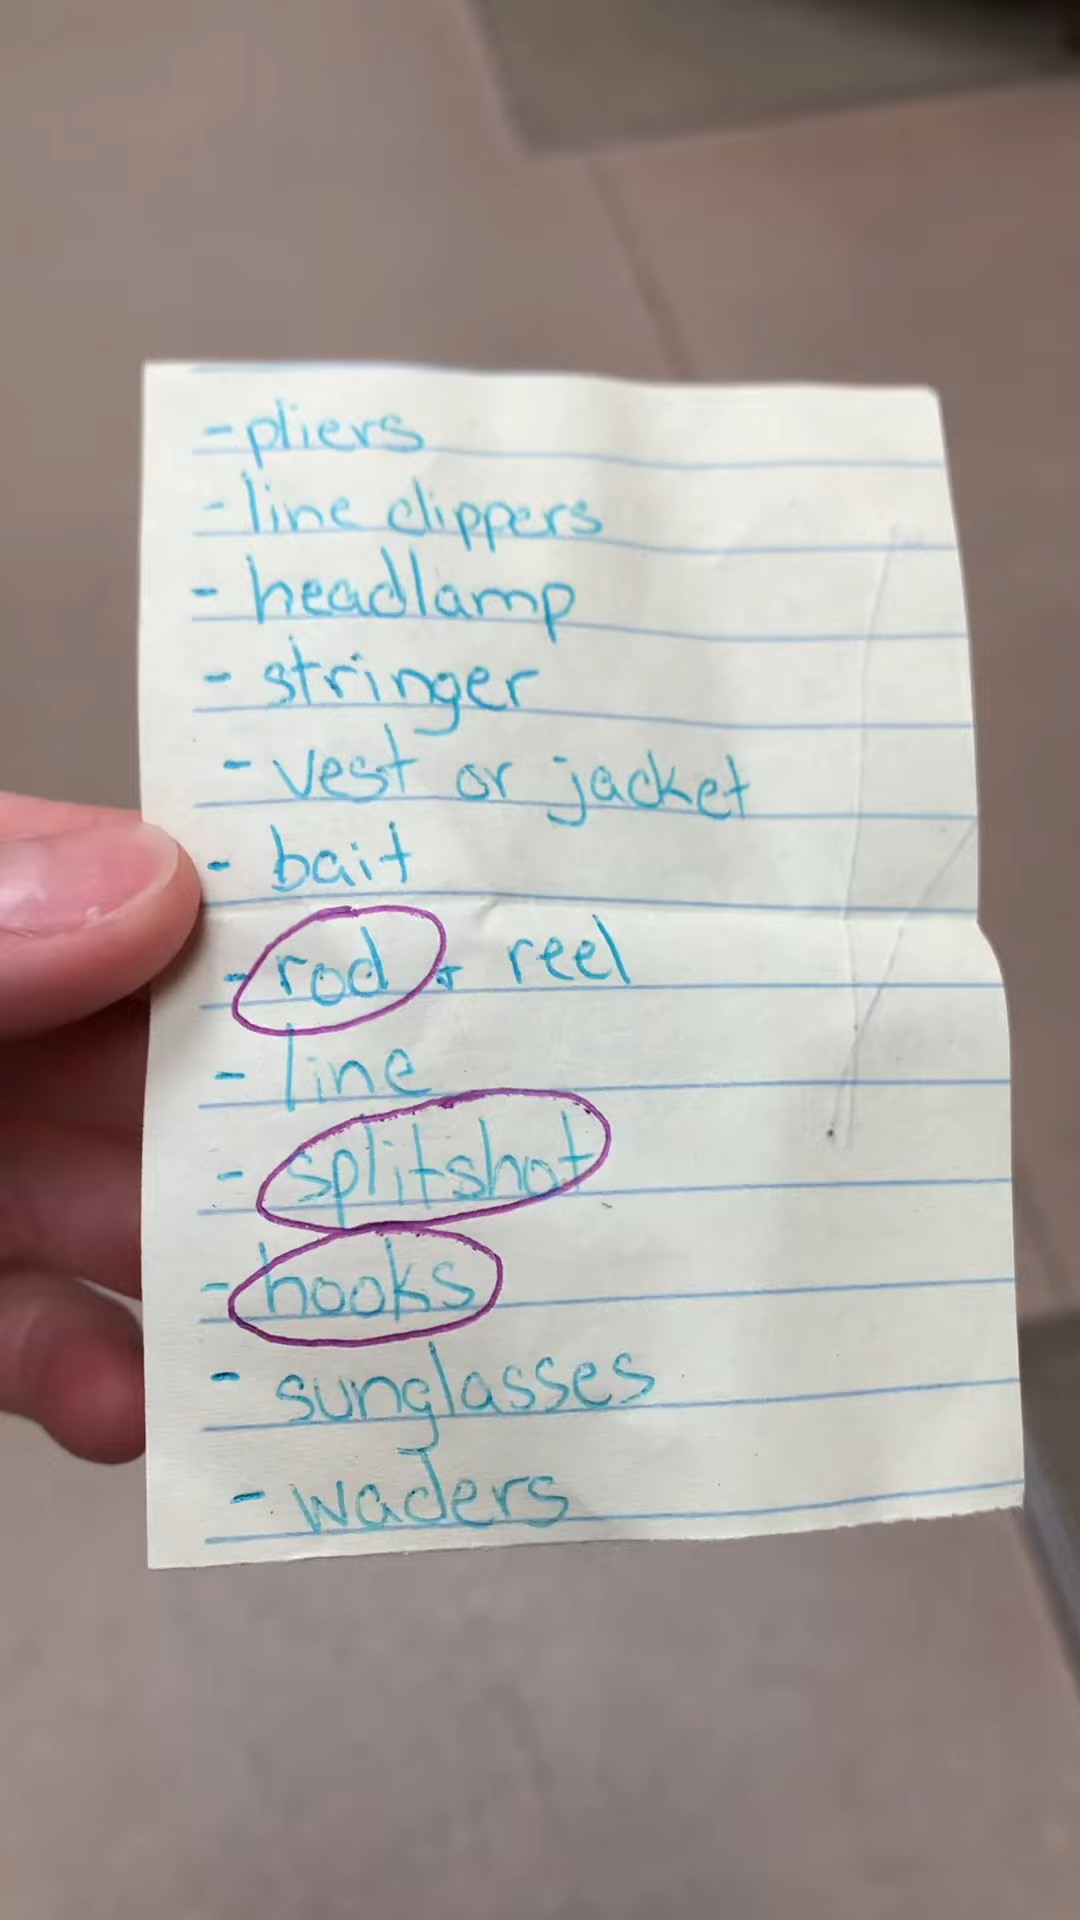 - pliers
- line clippers
- headlamp
- stringer
- vest or jacket
- bait
- rod + reel
- line
- splitshot
- hooks
- sunglasses
- waders